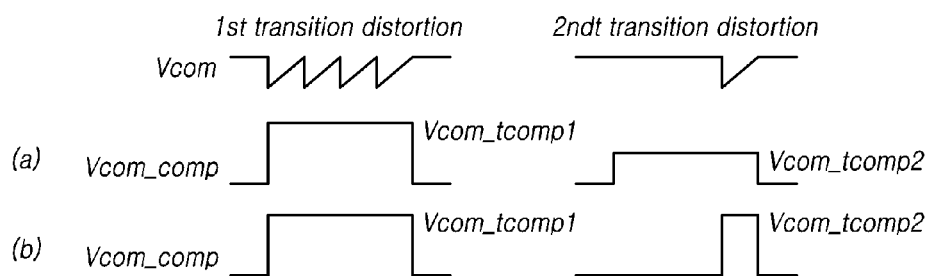 1st transition distortion 2ndt transition distortion
Vcom
(a) Vcom_comp Vcom_tcomp1 Vcom_tcomp2
(b) Vcom_comp Vcom_tcomp1 Vcom_tcomp2